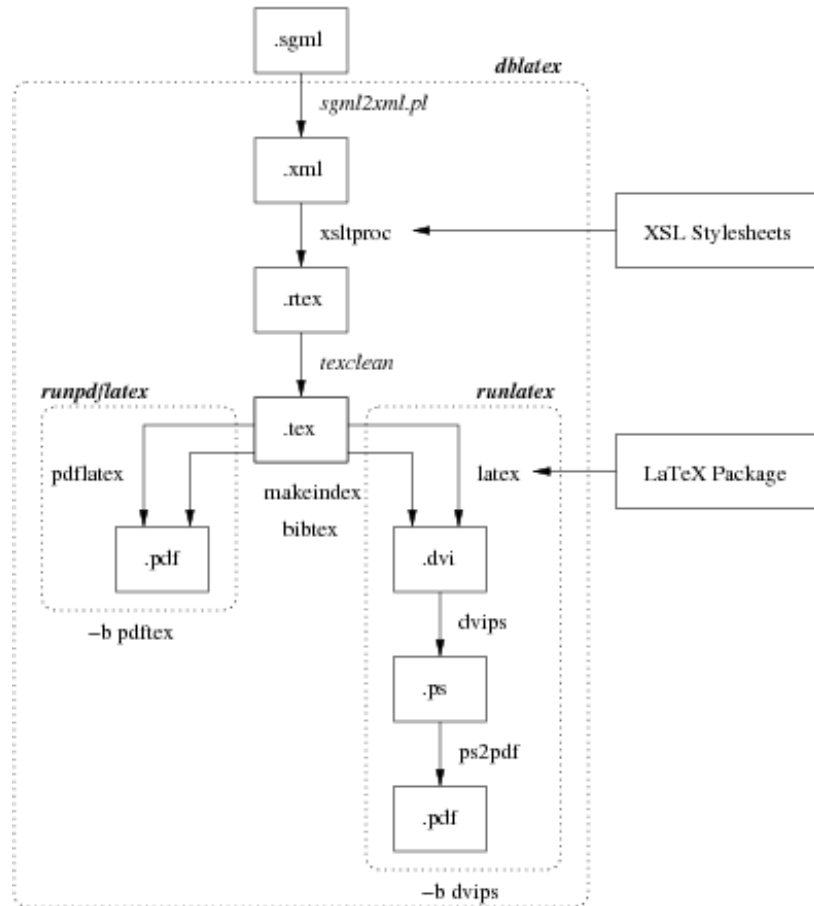 .sgml
dblatex
sgml2xml.pl
.xml
xsltproc
XSL Stylesheets
.rtex
texclean
runpdflatex
runlatex
.tex
pdflatex
latex
LaTeX Package
makeindex
bibtex
.pdf
.dvi
−b pdftex
dvips
.ps
ps2pdf
.pdf
−b dvips